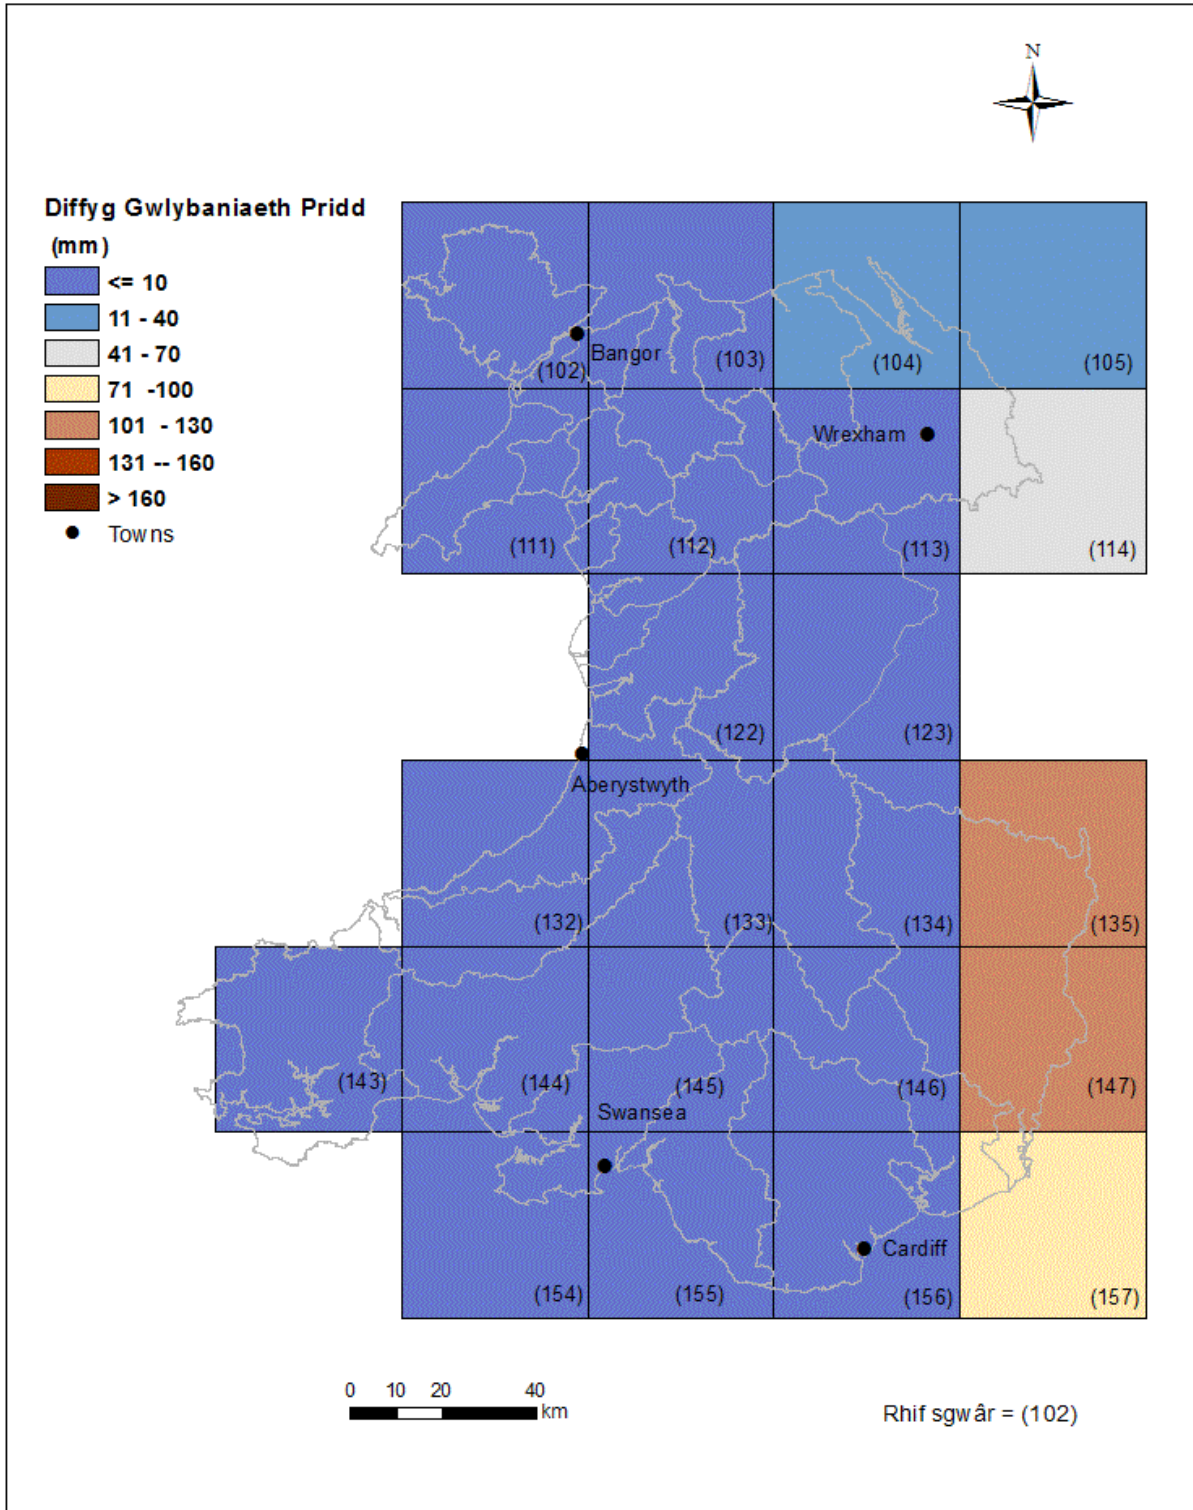 N
Diffyg Gwlybaniaeth Pridd
(mm)
<= 10
11 - 40
41 - 70
71 -100
101 - 130
131 -- 160
> 160
Towns
Bangor
(102)
(103)
(104)
(105)
Wrexham
(111)
(112)
(113)
(114)
(122)
(123)
Aberystwyth
(132)
(133)
(134)
(135)
(143)
(144)
(145)
(146)
(147)
Swansea
Cardiff
(154)
(155)
(156)
(157)
0 10 20 40
km
Rhif sgwâr = (102)